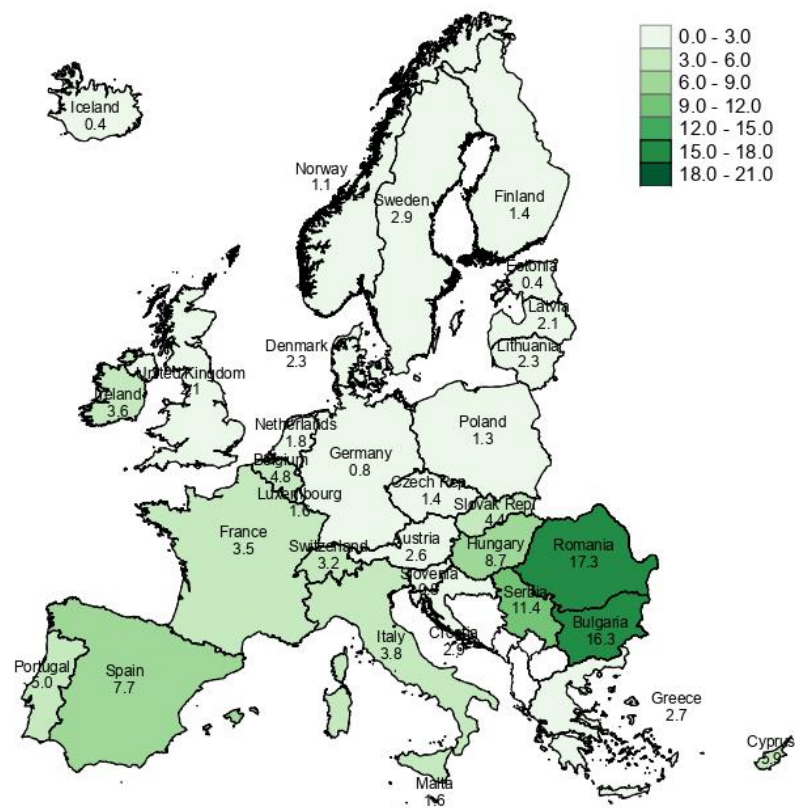 0.0 - 3.0
3.0 - 6.0
6.0 - 9.0
9.0 - 12.0
12.0 - 15.0
15.0 - 18.0
18.0 - 21.0
Iceland
0.4
Norway
1.1
Sweden
2.9
Finland
1.4
Estonia
0.4
Latvia
2.1
Lithuania
2.3
Denmark
2.3
United Kingdom
Ireland
3.6
Netherlands
1.8
Belgium
4.8
Luxembourg
1.6
Germany
0.8
Poland
1.3
Czech Rep.
1.4
Slovak Rep.
4.4
France
3.5
Switzerland
3.2
Austria
2.6
Hungary
8.7
Romania
17.3
Slovenia
Serbia
11.4
Croatia
2.9
Bulgaria
16.3
Italy
3.8
Portugal
5.0
Spain
7.7
Greece
2.7
Cyprus
5.9
Malta
1.6